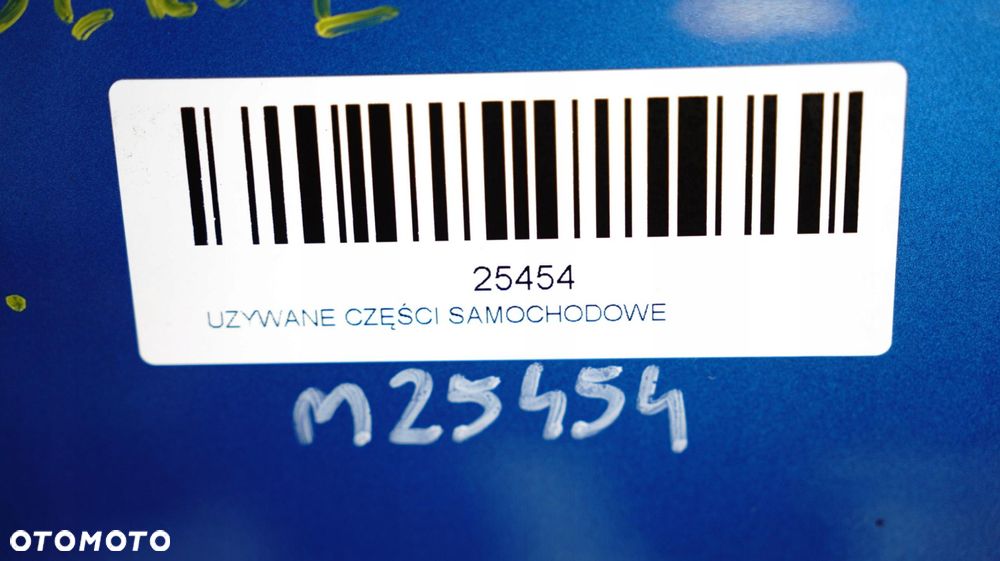 25454
UZYWANE CZĘŚCI SAMOCHODOWE
M25454
OTOMOTO